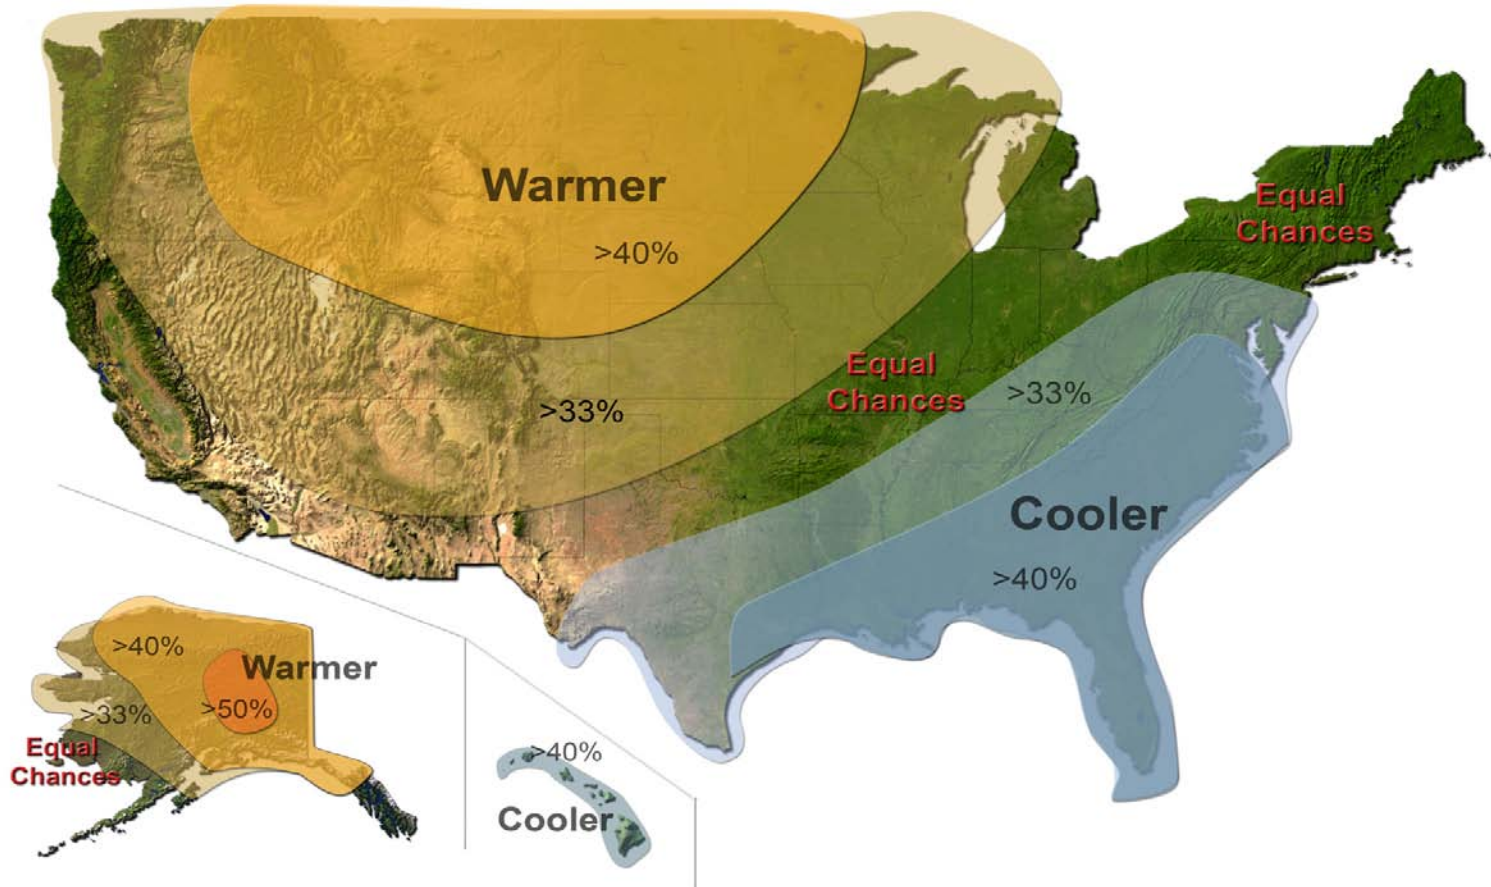 Warmer
>40%
Equal
Chances
>33%
Equal
Chances
>33%
Cooler
>40%
>40%
Warmer
>50%
>33%
Equal
Chances
>40%
Cooler